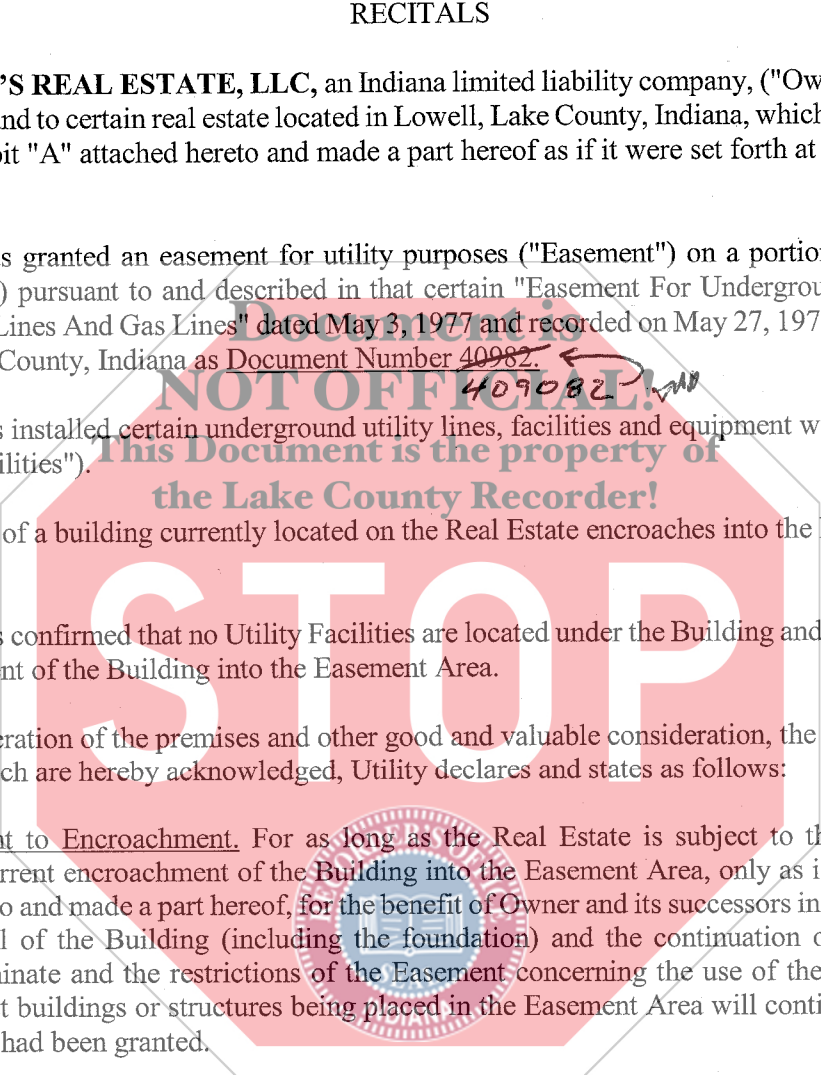 RECITALS
'S REAL ESTATE, LLC, an Indiana limited liability company, ("Ow
nd to certain real estate located in Lowell, Lake County, Indiana, which
bit "A" attached hereto and made a part hereof as if it were set forth at
s granted an easement for utility purposes ("Easement") on a portion
) pursuant to and described in that certain "Easement For Undergrou
Lines And Gas Lines" dated May 3, 1977 and recorded on May 27, 197
County, Indiana as Document Number 40982.
409082
s installed certain underground utility lines, facilities and equipment w
ilities").
of a building currently located on the Real Estate encroaches into the
s confirmed that no Utility Facilities are located under the Building and
nt of the Building into the Easement Area.
eration of the premises and other good and valuable consideration, the
ch are hereby acknowledged, Utility declares and states as follows:
nt to Encroachment. For as long as the Real Estate is subject to th
rrent encroachment of the Building into the Easement Area, only as i
o and made a part hereof, for the benefit of Owner and its successors in
l of the Building (including the foundation) and the continuation o
inate and the restrictions of the Easement concerning the use of the
t buildings or structures being placed in the Easement Area will conti
had been granted.
Document is
NOT OFFICIAL!
This Document is the property of
the Lake County Recorder!
STOP
RECORDER'S OFFICE
INDIANA